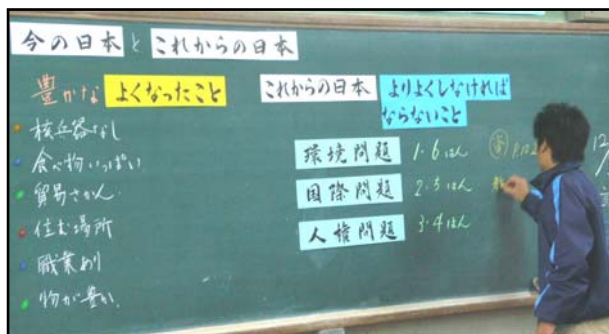 今の日本 と これからの日本
豊かな よくなったこと
核兵器なし
食べ物いっぱい
貿易さかん
住む場所
職業あり
物が豊か
これからの日本 よりよくしなければ
ならないこと
環境問題 1・6はん
国際問題 2・5はん
人権問題 3・4はん
12